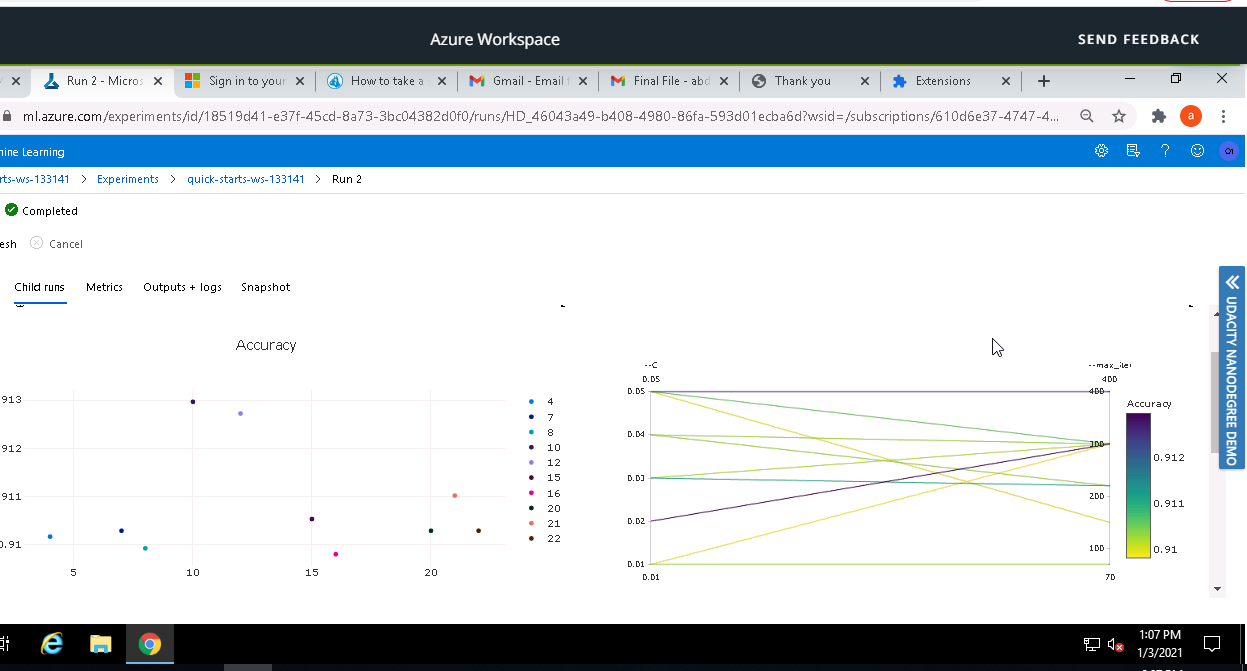 Azure Workspace
SEND FEEDBACK
Run 2 - Micros
Sign in to your
How to take a
Gmail - Email
Final File - abd
Thank you
Extensions
ml.azure.com/experiments/id/18519d41-e37f-45cd-8a73-3bc04382d0f0/runs/HD_46043a49-b408-4980-86fa-593d01ecba6d?wsid=/subscriptions/610d6e37-4747-4...
a
nine Learning
rts-ws-133141 > Experiments > quick-starts-ws-133141 > Run 2
Completed
esh
Cancel
Child runs
Metrics
Outputs + logs
Snapshot
UDACITY NANODEGREE DEMO
Accuracy
913
912
911
0.91
5
10
15
20
4
7
8
10
12
15
16
20
21
22
--C
0.05
0.05
0.04
0.03
0.02
0.01
0.01
--max_iter
400
400
300
200
100
70
Accuracy
0.912
0.911
0.91
1:07 PM
1/3/2021